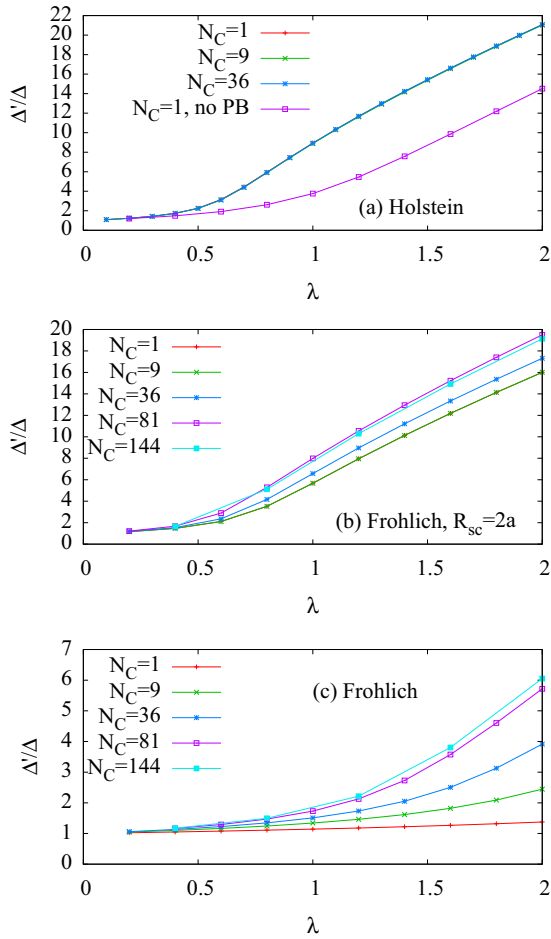 22
20
18
16
14
12
10
8
6
4
2
0
Δ'/Δ
N_C=1
N_C=9
N_C=36
N_C=1, no PB
(a) Holstein
0 0.5 1 1.5 2
λ
20
18
16
14
12
10
8
6
4
2
0
Δ'/Δ
N_C=1
N_C=9
N_C=36
N_C=81
N_C=144
(b) Frohlich, R_sc=2a
0 0.5 1 1.5 2
λ
7
6
5
4
3
2
1
0
Δ'/Δ
N_C=1
N_C=9
N_C=36
N_C=81
N_C=144
(c) Frohlich
0 0.5 1 1.5 2
λ